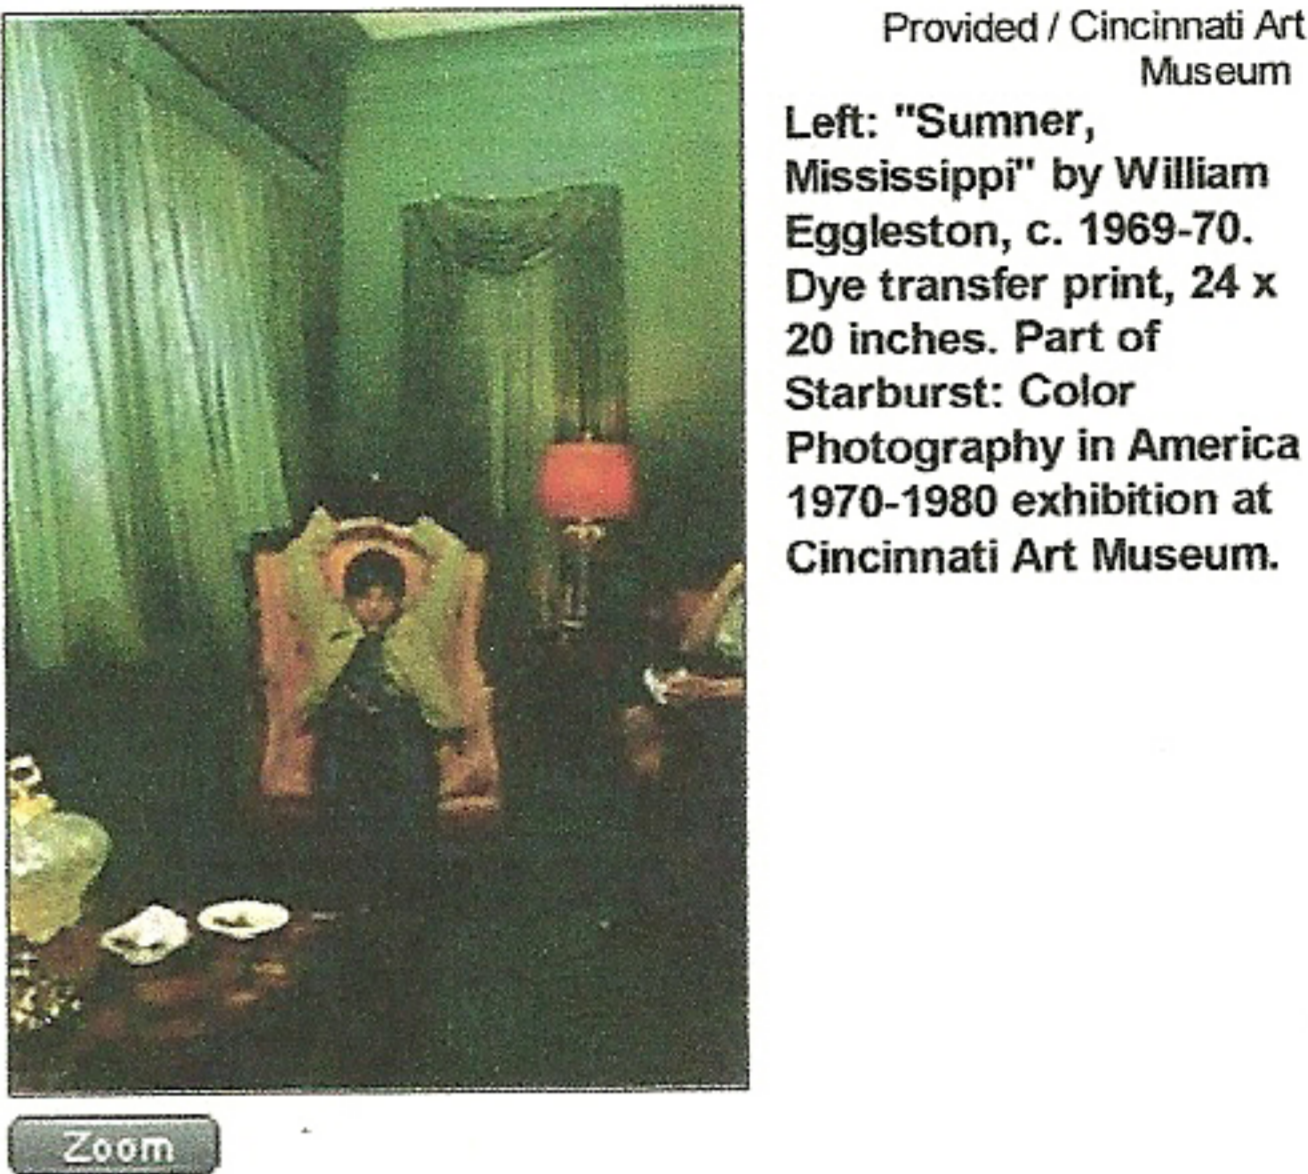 Provided / Cincinnati Art
Museum
Left: "Sumner,
Mississippi" by William
Eggleston, c. 1969-70.
Dye transfer print, 24 x
20 inches. Part of
Starburst: Color
Photography in America
1970-1980 exhibition at
Cincinnati Art Museum.
Zoom